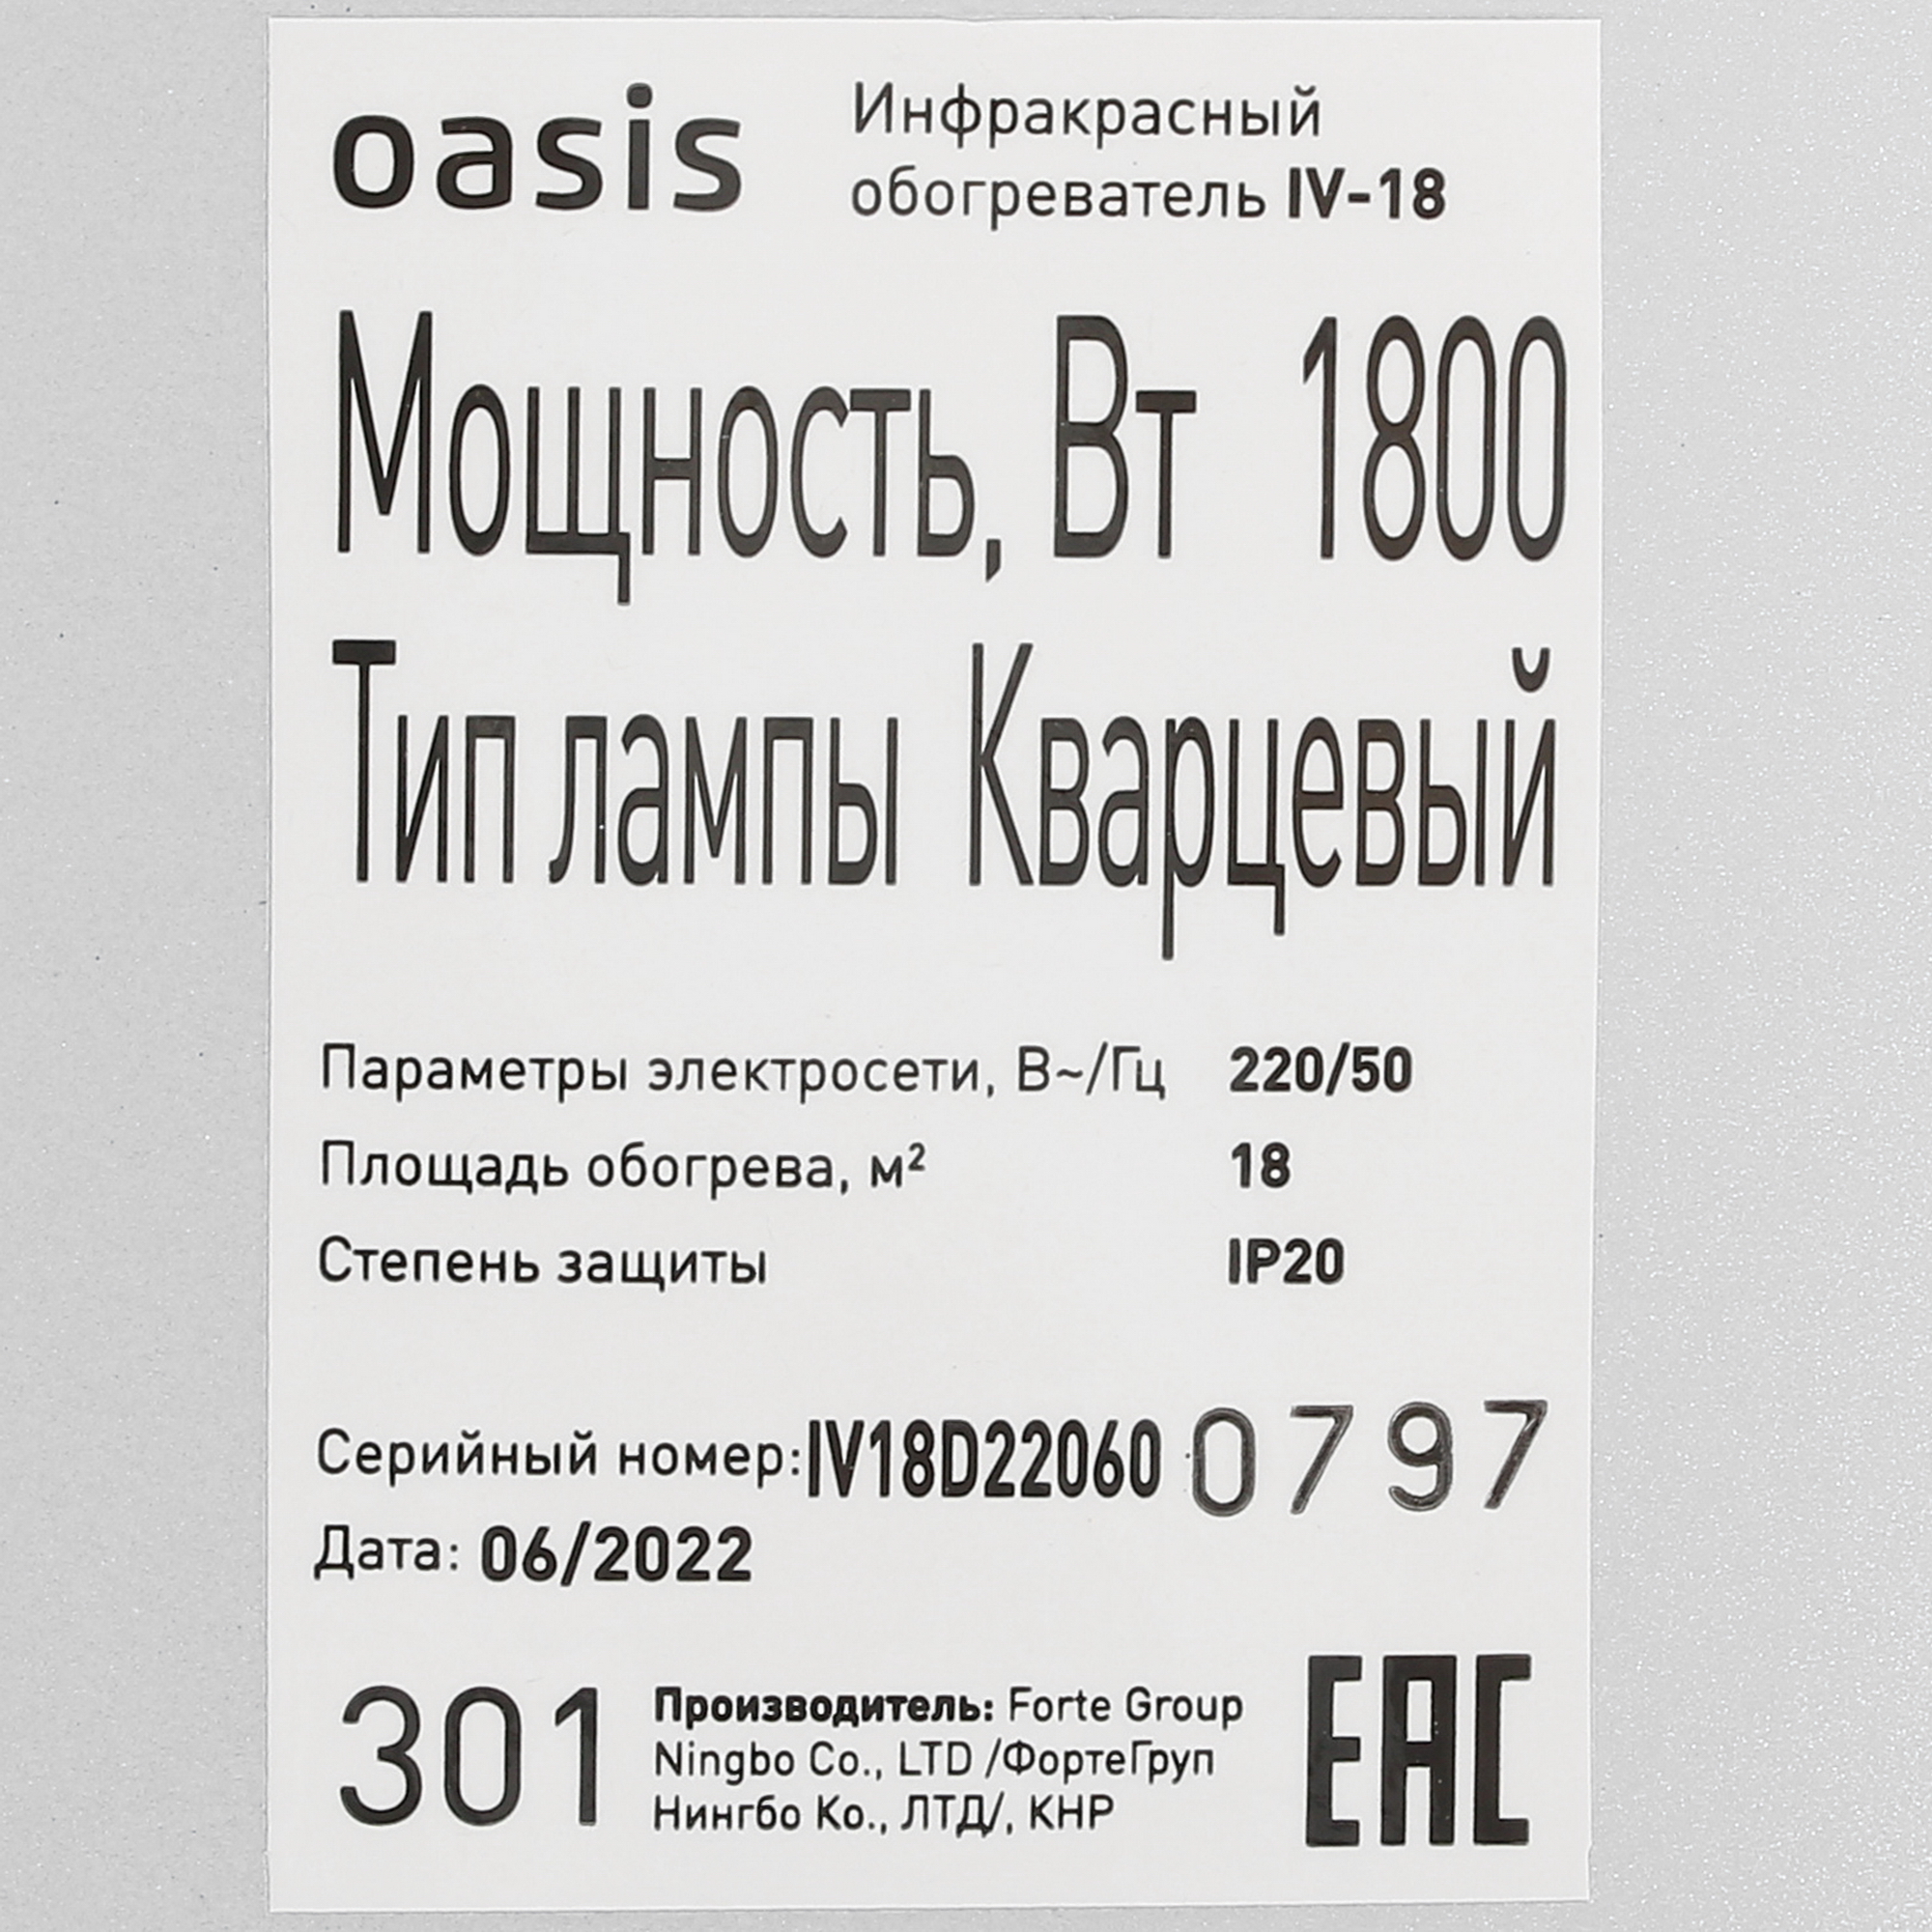 oasis
Инфракрасный
обогреватель IV-18
Мощность, Вт 1800
Тип лампы Кварцевый
Параметры электросети, В~/Гц 220/50
Площадь обогрева, м² 18
Степень защиты IP20
Серийный номер: IV18D22060 0797
Дата: 06/2022
301
Производитель: Forte Group
Ningbo Co., LTD /ФортеГруп
Нингбо Ко., ЛТД/, КНР
EAC